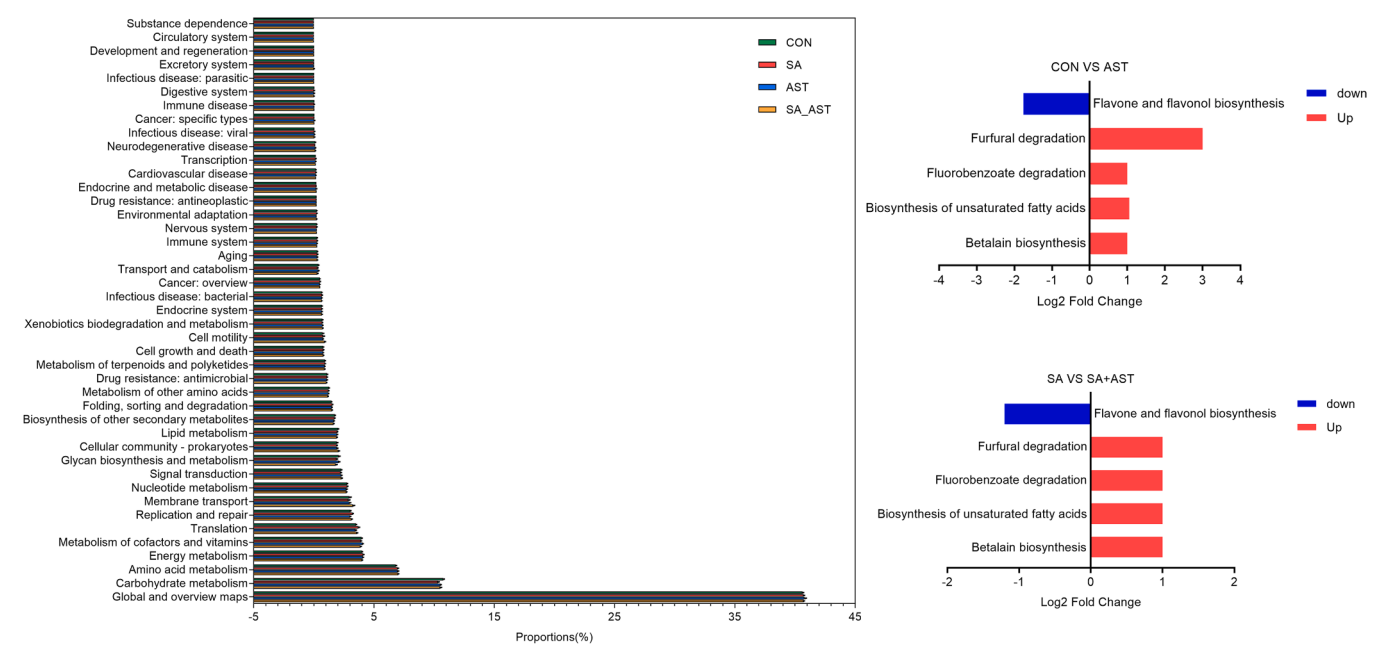 Substance dependence
Circulatory system
Development and regeneration
Excretory system
Infectious disease: parasitic
Digestive system
Immune disease
Cancer: specific types
Infectious disease: viral
Neurodegenerative disease
Transcription
Cardiovascular disease
Endocrine and metabolic disease
Drug resistance: antineoplastic
Environmental adaptation
Nervous system
Immune system
Aging
Transport and catabolism
Cancer: overview
Infectious disease: bacterial
Endocrine system
Xenobiotics biodegradation and metabolism
Cell motility
Cell growth and death
Metabolism of terpenoids and polyketides
Drug resistance: antimicrobial
Metabolism of other amino acids
Folding, sorting and degradation
Biosynthesis of other secondary metabolites
Lipid metabolism
Cellular community - prokaryotes
Glycan biosynthesis and metabolism
Signal transduction
Nucleotide metabolism
Membrane transport
Replication and repair
Translation
Metabolism of cofactors and vitamins
Energy metabolism
Amino acid metabolism
Carbohydrate metabolism
Global and overview maps
-5 5 15 25 35 45
Proportions(%)
CON
SA
AST
SA_AST
CON VS AST
down
Up
Flavone and flavonol biosynthesis
Furfural degradation
Fluorobenzoate degradation
Biosynthesis of unsaturated fatty acids
Betalain biosynthesis
-4 -3 -2 -1 0 1 2 3 4
Log2 Fold Change
SA VS SA+AST
down
Up
Flavone and flavonol biosynthesis
Furfural degradation
Fluorobenzoate degradation
Biosynthesis of unsaturated fatty acids
Betalain biosynthesis
-2 -1 0 1 2
Log2 Fold Change